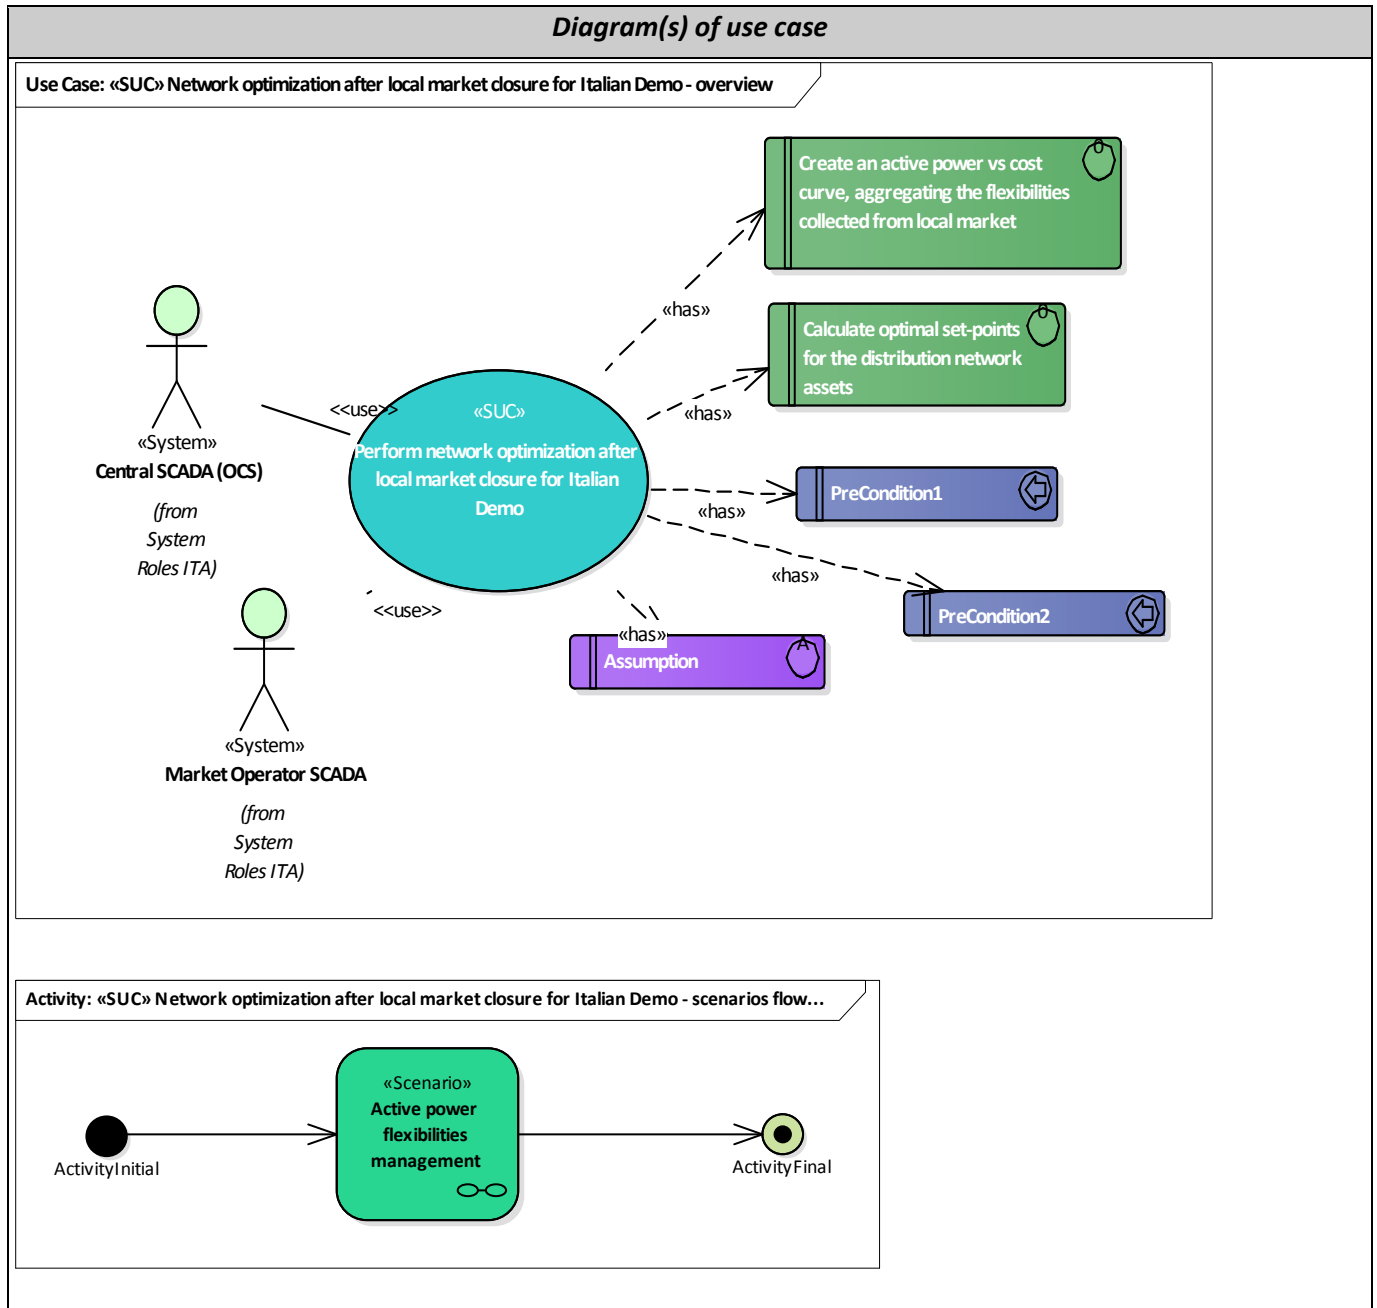 Diagram(s) of use case
Use Case: «SUC» Network optimization after local market closure for Italian Demo - overview
O
Create an active power vs cost
curve, aggregating the flexibilities
collected from local market
«has»
O
Calculate optimal set-points
for the distribution network
assets
«has»
«System»
Central SCADA (OCS)
(from
System
Roles ITA)
<<use>>
«SUC»
Perform network optimization after
local market closure for Italian
Demo
PreCondition1
«has»
«has»
PreCondition2
<<use>>
«has»
A
Assumption
«System»
Market Operator SCADA
(from
System
Roles ITA)
Activity: «SUC» Network optimization after local market closure for Italian Demo - scenarios flow...
«Scenario»
Active power
flexibilities
management
ActivityInitial
ActivityFinal